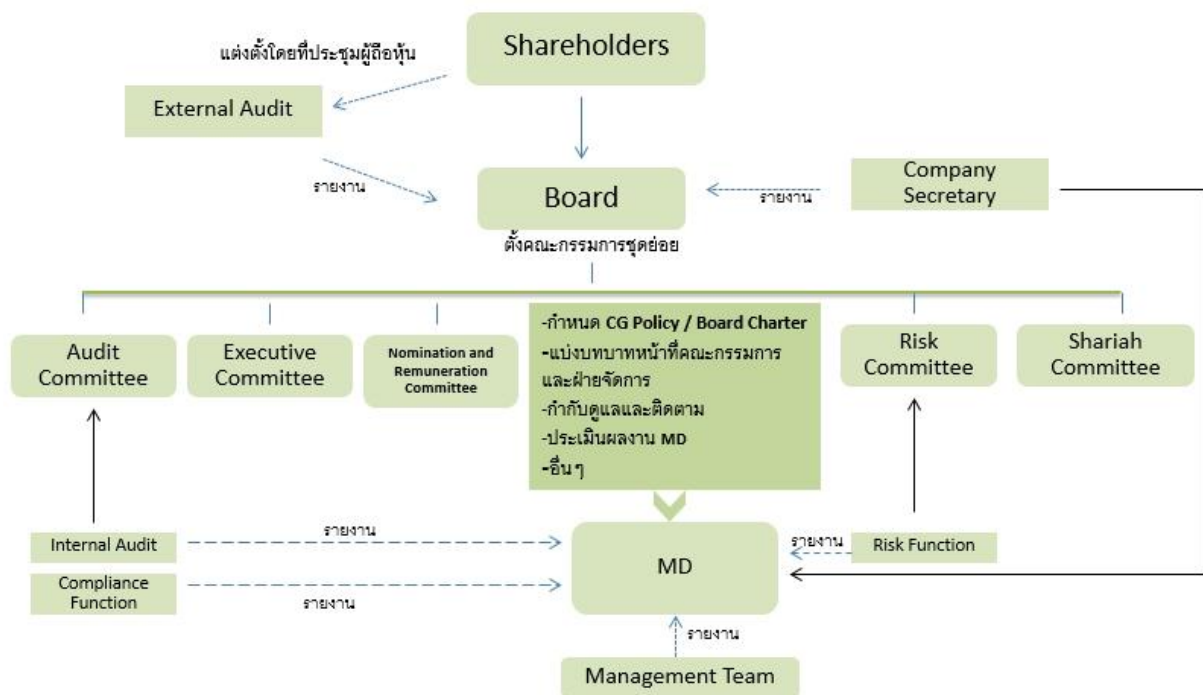 Shareholders
แต่งตั้งโดยที่ประชุมผู้ถือหุ้น
External Audit
รายงาน
Board
รายงาน
Company
Secretary
ตั้งคณะกรรมการชุดย่อย
Audit
Committee
Executive
Committee
Nomination and
Remuneration
Committee
-กำหนด CG Policy / Board Charter
-แบ่งบทบาทหน้าที่คณะกรรมการ
และฝ่ายจัดการ
-กำกับดูแลและติดตาม
-ประเมินผลงาน MD
-อื่นๆ
Risk
Committee
Shariah
Committee
Internal Audit
รายงาน
Compliance
Function
รายงาน
MD
รายงาน
Risk Function
รายงาน
Management Team